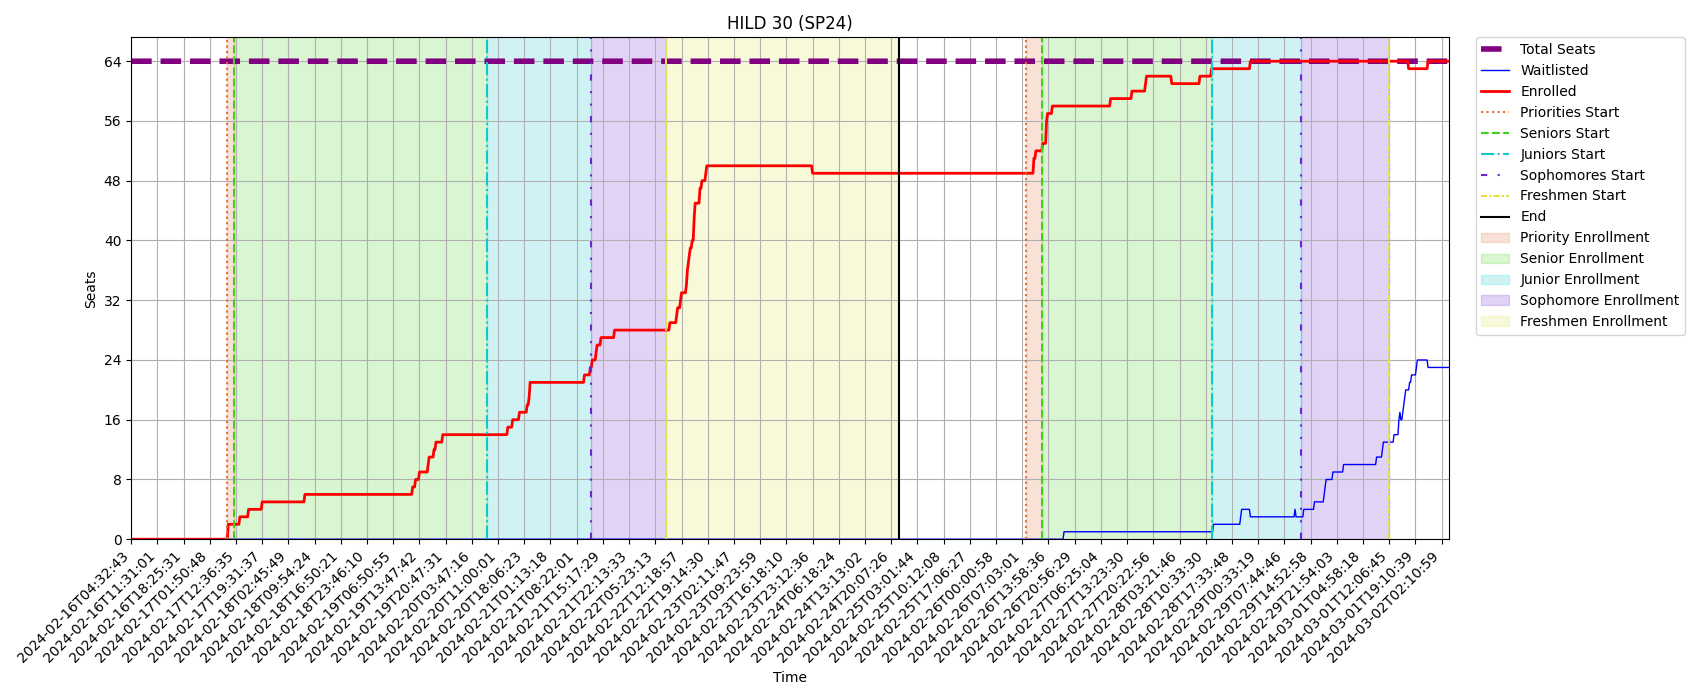 HILD 30 (SP24)
Seats
64
56
48
40
32
24
16
8
0
2024-02-16T04:32:43
2024-02-16T11:31:01
2024-02-16T18:25:31
2024-02-17T01:50:48
2024-02-17T12:36:35
2024-02-17T19:31:37
2024-02-18T02:45:49
2024-02-18T09:54:24
2024-02-18T16:50:21
2024-02-18T23:46:10
2024-02-19T06:50:55
2024-02-19T13:47:42
2024-02-19T20:47:31
2024-02-20T03:47:16
2024-02-20T11:00:01
2024-02-20T18:06:23
2024-02-21T01:13:18
2024-02-21T08:22:01
2024-02-21T15:17:29
2024-02-21T22:13:33
2024-02-22T05:23:13
2024-02-22T12:18:57
2024-02-22T19:14:30
2024-02-23T02:11:47
2024-02-23T09:23:59
2024-02-23T16:18:10
2024-02-23T23:12:36
2024-02-24T06:18:24
2024-02-24T13:13:02
2024-02-24T20:07:26
2024-02-25T03:01:44
2024-02-25T10:12:08
2024-02-25T17:06:27
2024-02-26T00:00:58
2024-02-26T07:03:01
2024-02-26T13:58:36
2024-02-26T20:56:29
2024-02-27T06:25:04
2024-02-27T13:23:30
2024-02-27T20:22:56
2024-02-28T03:21:46
2024-02-28T10:33:30
2024-02-28T17:33:48
2024-02-29T00:33:19
2024-02-29T07:44:46
2024-02-29T14:52:58
2024-02-29T21:54:03
2024-03-01T04:58:18
2024-03-01T12:06:45
2024-03-01T19:10:39
2024-03-02T02:10:59
Time
Total Seats
Waitlisted
Enrolled
Priorities Start
Seniors Start
Juniors Start
Sophomores Start
Freshmen Start
End
Priority Enrollment
Senior Enrollment
Junior Enrollment
Sophomore Enrollment
Freshmen Enrollment